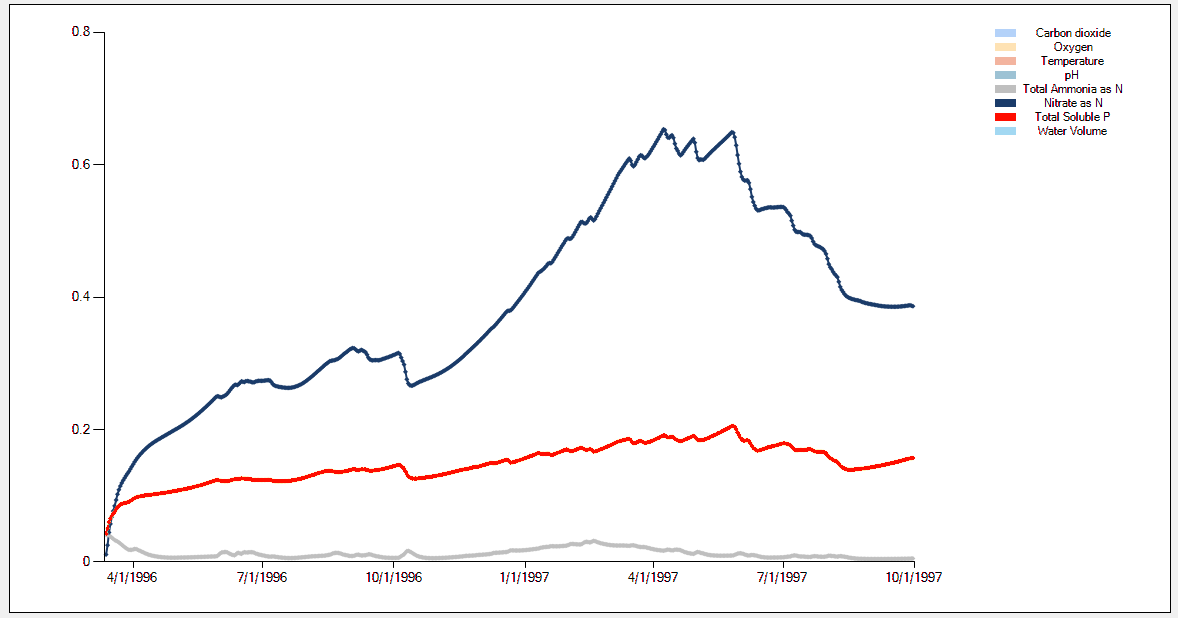 0.8
0.6
0.4
0.2
0
4/1/1996
7/1/1996
10/1/1996
1/1/1997
4/1/1997
7/1/1997
10/1/1997
Carbon dioxide
Oxygen
Temperature
pH
Total Ammonia as N
Nitrate as N
Total Soluble P
Water Volume